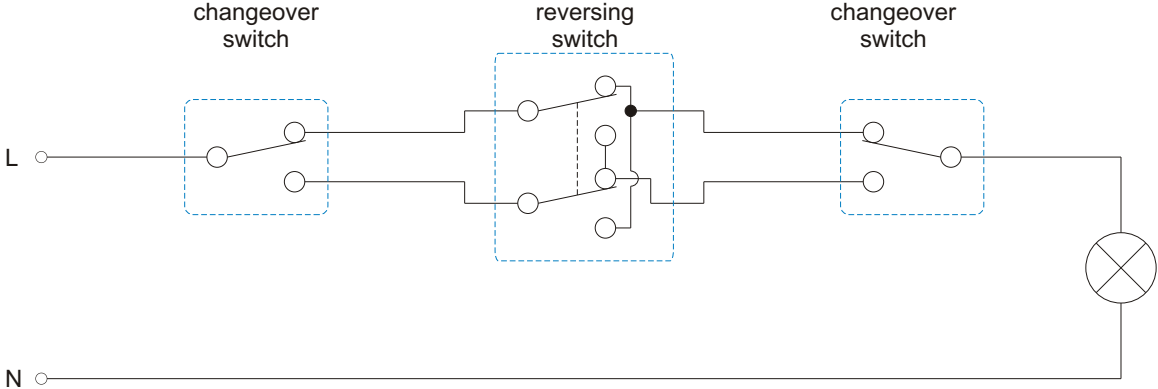 changeover
switch
reversing
switch
changeover
switch
L
N